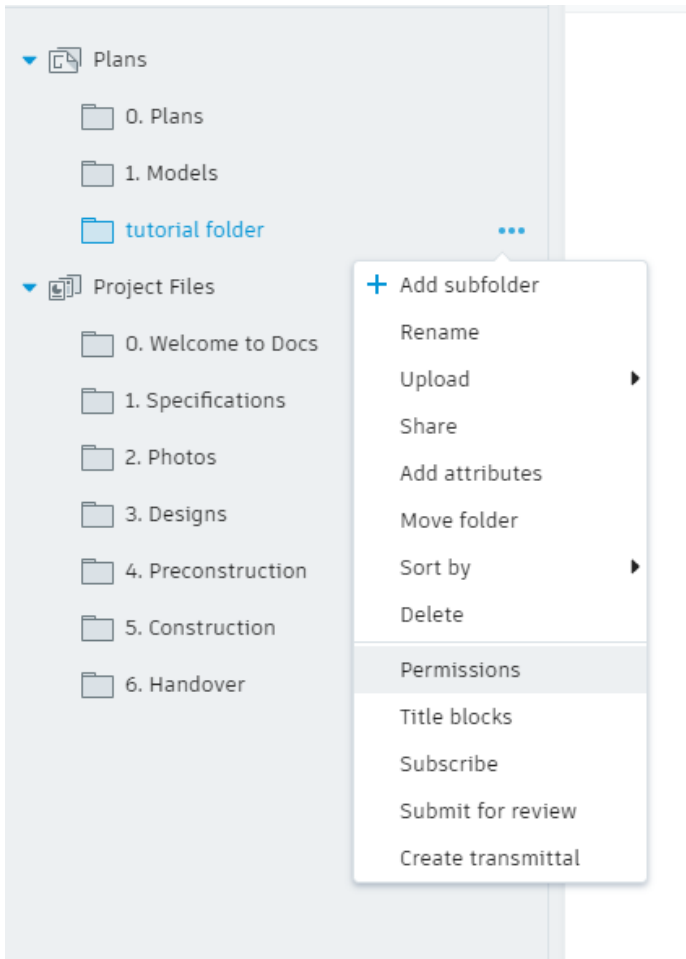 Plans
0. Plans
1. Models
tutorial folder
Project Files
0. Welcome to Docs
1. Specifications
2. Photos
3. Designs
4. Preconstruction
5. Construction
6. Handover
Add subfolder
Rename
Upload
Share
Add attributes
Move folder
Sort by
Delete
Permissions
Title blocks
Subscribe
Submit for review
Create transmittal